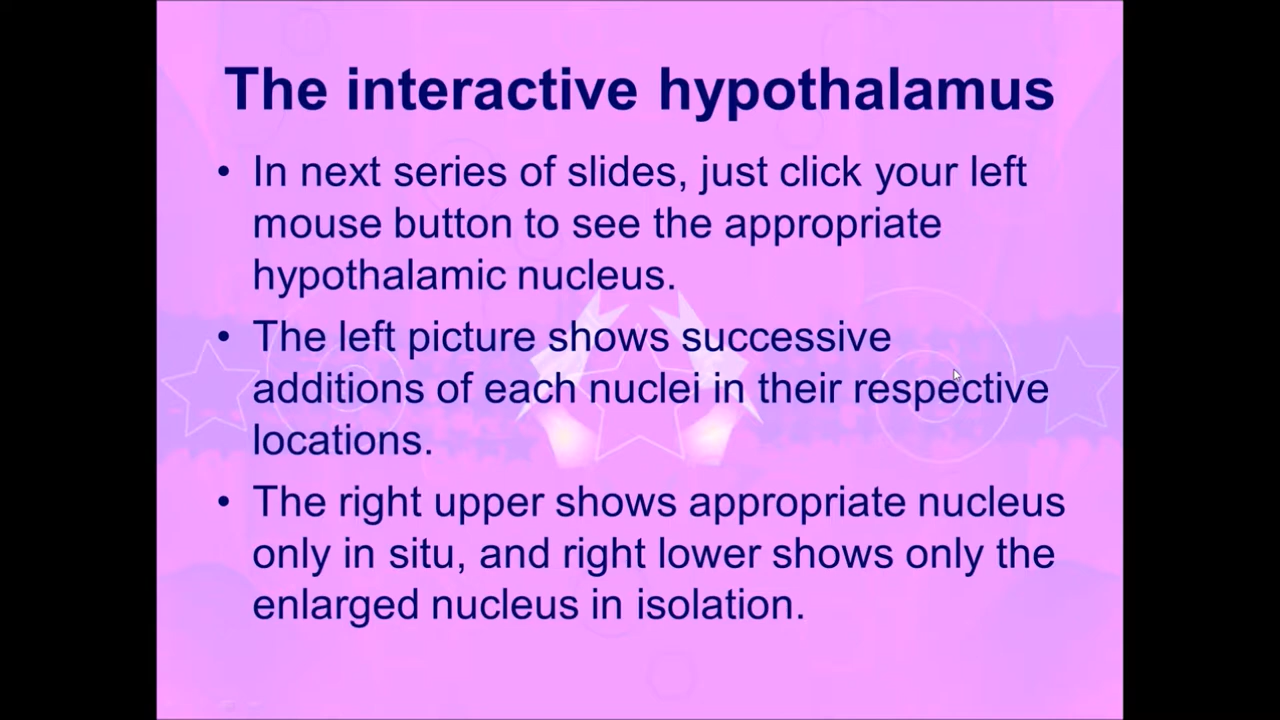 The interactive hypothalamus
• In next series of slides, just click your left
mouse button to see the appropriate
hypothalamic nucleus.
• The left picture shows successive
additions of each nuclei in their respective
locations.
• The right upper shows appropriate nucleus
only in situ, and right lower shows only the
enlarged nucleus in isolation.